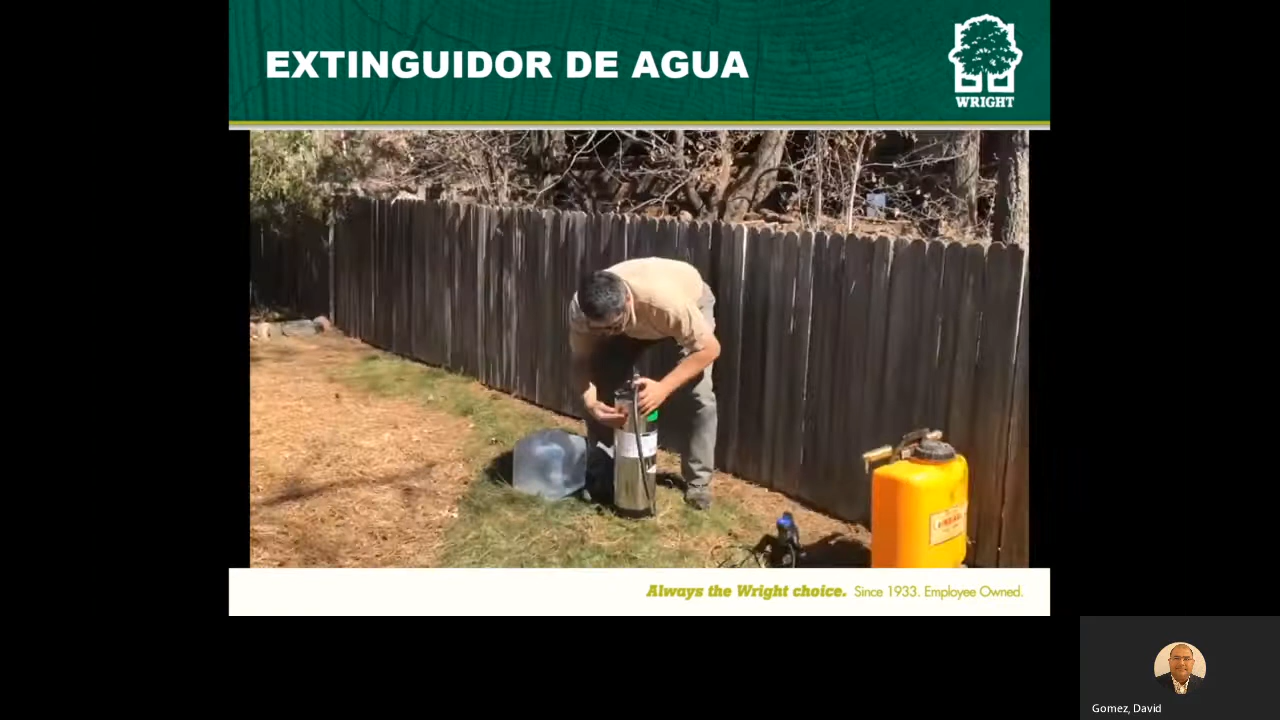 EXTINGUIDOR DE AGUA
WRIGHT
Always the Wright choice. Since 1933. Employee Owned.
Gomez, David